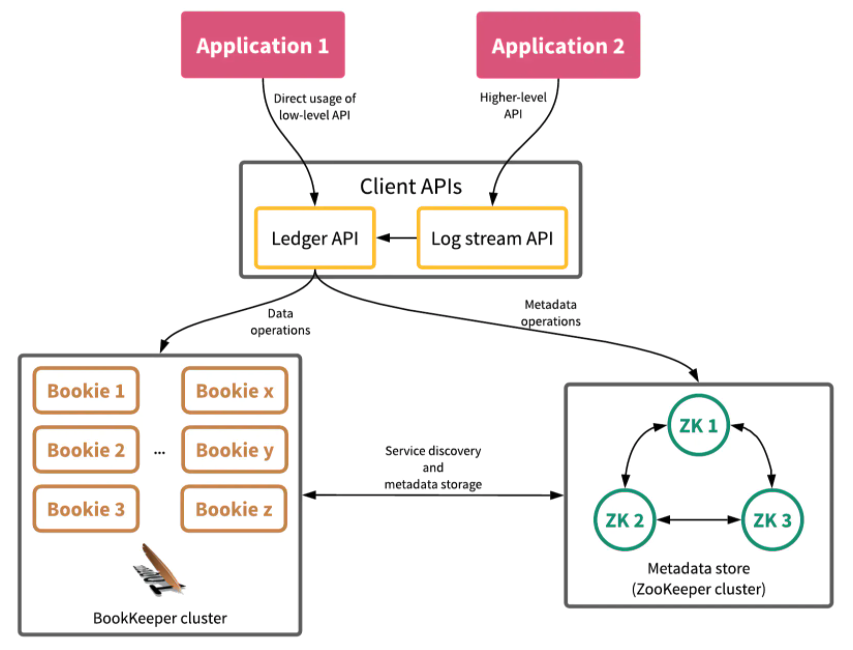 Application 1
Application 2
Direct usage of
low-level API
Higher-level
API
Client APIs
Ledger API
Log stream API
Data
operations
Metadata
operations
Bookie 1
Bookie x
Bookie 2
...
Bookie y
Bookie 3
Bookie z
BookKeeper cluster
Service discovery
and
metadata storage
ZK 1
ZK 2
ZK 3
Metadata store
(ZooKeeper cluster)